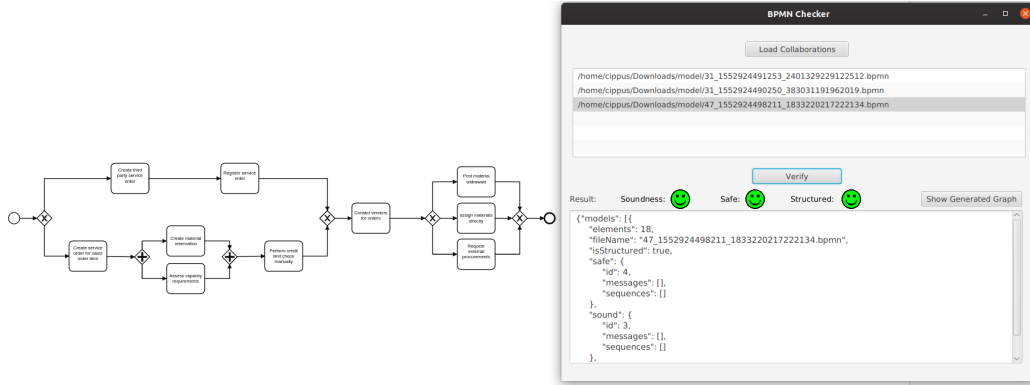 Create third
party service
order
Register service
order
Create service
order for sales
order item
Create material
reservation
Assess capacity
requirements
Perform credit
limit check
manually
Contact vendors
for orders
Post material
widrawals
assign materials
directly
Request
external
procurements
BPMN Checker
Load Collaborations
/home/cippus/Downloads/model/31_1552924491253_2401329229122512.bpmn
/home/cippus/Downloads/model/31_1552924490250_383031191962019.bpmn
/home/cippus/Downloads/model/47_1552924498211_1833220217222134.bpmn
Verify
Result: Soundness: Safe: Structured: Show Generated Graph
{"models": [{
"elements": 18,
"fileName": "47_1552924498211_1833220217222134.bpmn",
"isStructured": true,
"safe": {
"id": 4,
"messages": [],
"sequences": []
},
"sound": {
"id": 3,
"messages": [],
"sequences": []
},